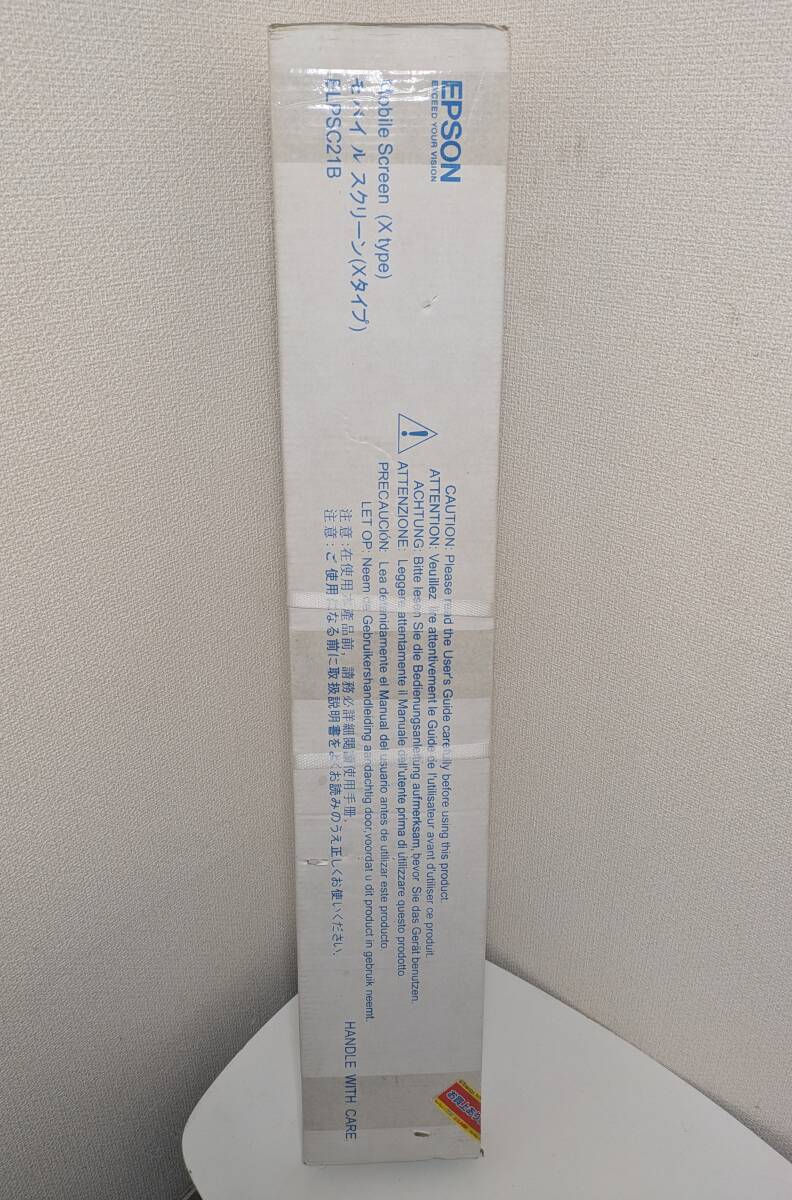 EPSON
EXCEED YOUR VISION
Mobile Screen (X type)
モバイル スクリーン(Xタイプ)
ELPSC21B
CAUTION: Please read the User's Guide carefully before using this product.
ATTENTION: Veuillez lire attentivement le Guide de l'utilisateur avant d'utiliser ce produit.
ACHTUNG: Bitte lesen Sie die Bedienungsanleitung aufmerksam, bevor Sie das Gerät benutzen.
ATTENZIONE: Leggere attentamente il Manuale dell'utente prima di utilizzare questo prodotto
PRECAUCIÓN: Lea detenidamente el Manual del usuario antes de utilizar este producto.
LET OP: Neem de Gebruikershandleiding aandachtig door, voordat u dit product in gebruik neemt.
注意:在使用本產品前, 請務必詳細閱讀使用手冊.
注意:ご使用になる前に取扱説明書をよくお読みのうえ正しくお使いください.
HANDLE WITH CARE.